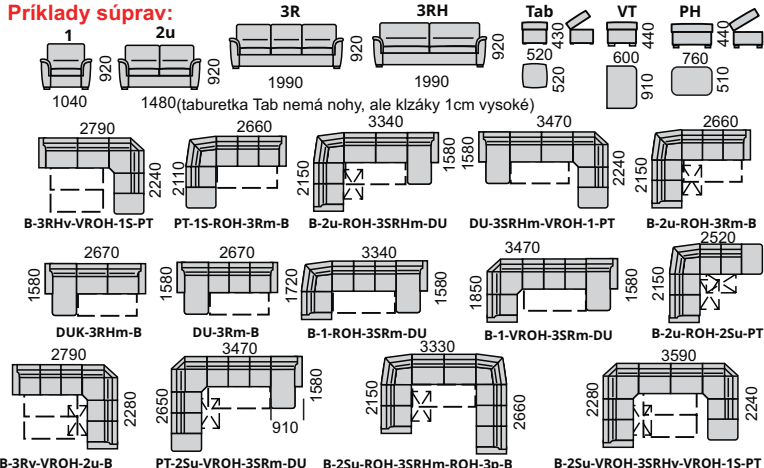 Príklady súprav:
1 2u 3R 3RH Tab VT PH
920 920 920 920 430 440 440
1040 1480 1990 1990 520 600 760
520 910 510
(taburetka Tab nemá nohy, ale klzáky 1cm vysoké)
2790 2660 3340 3470 2660
2240 2110 2150 1580 1580 2240 2150
B-3RHv-VROH-1S-PT PT-1S-ROH-3Rm-B B-2u-ROH-3SRHm-DU DU-3SRHm-VROH-1-PT B-2u-ROH-3Rm-B
2670 2670 3340 3470 2520
1580 1580 1720 1580 1850 1580 2150
DUK-3RHm-B DU-3Rm-B B-1-ROH-3SRm-DU B-1-VROH-3SRm-DU B-2u-ROH-2Su-PT
2790 3470 3330 3590
2280 2650 1580 2150 2660 2280 2240
910
B-3Rv-VROH-2u-B PT-2Su-VROH-3SRm-DU B-2Su-ROH-3SRHm-ROH-3p-B B-2Su-VROH-3SRHv-VROH-1S-PT